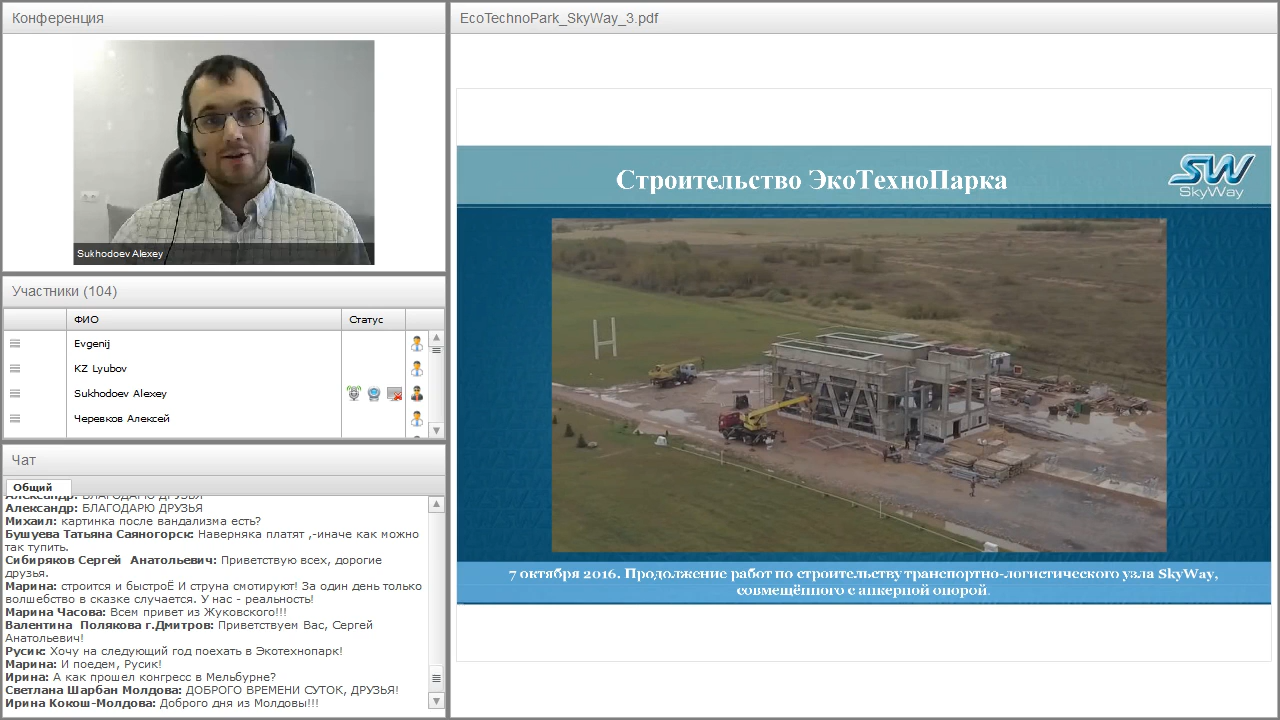 Конференция
Sukhodoev Alexey
Участники (104)
ФИО
Статус
Evgenij
KZ Lyubov
Sukhodoev Alexey
Черевков Алексей
Чат
Общий
Александр: БЛАГОДАРЮ ДРУЗЬЯ
Александр: БЛАГОДАРЮ ДРУЗЬЯ
Михаил: картинка после вандализма есть?
Бушуева Татьяна Саяногорск: Наверняка платят ,-иначе как можно
так тупить.
Сибиряков Сергей Анатольевич: Приветствую всех, дорогие
друзья.
Марина: строится и быстрО́ И струна смотируют! За один день только
волшебство в сказке случается. У нас - реальность!
Марина Часова: Всем привет из Жуковского!!!
Валентина Полякова г.Дмитров: Приветствуем Вас, Сергей
Анатольевич!
Русик: Хочу на следующий год поехать в Экотехнопарк!
Марина: И поедем, Русик!
Ирина: А как прошел конгресс в Мельбурне?
Светлана Шарбан Молдова: ДОБРОГО ВРЕМЕНИ СУТОК, ДРУЗЬЯ!
Ирина Кокош-Молдова: Доброго дня из Молдовы!!!
EcoTechnoPark_SkyWay_3.pdf
Строительство ЭкоТехноПарка
SW
SkyWay
7 октября 2016. Продолжение работ по строительству транспортно-логистического узла SkyWay,
совмещённого с анкерной опорой.